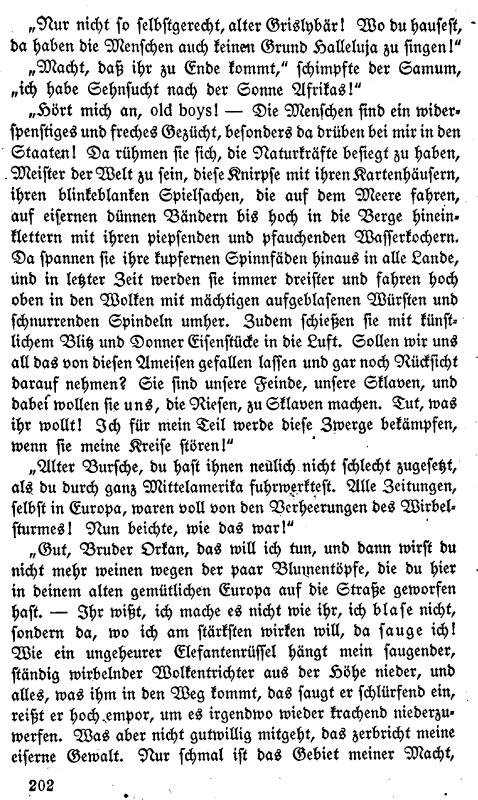 „Nur nicht so selbstgerecht, alter Grislybär! Wo du hausest,
da haben die Menschen auch keinen Grund Halleluja zu singen!“
„Macht, daß ihr zu Ende kommt,“ schimpfte der Samum,
„ich habe Sehnsucht nach der Sonne Afrikas!“
„Hört mich an, old boys! — Die Menschen sind ein wider-
spenstiges und freches Gezücht, besonders da drüben bei mir in den
Staaten! Da rühmen sie sich, die Naturkräfte besiegt zu haben,
Meister der Welt zu sein, diese Knirpse mit ihren Kartenhäusern,
ihren blinkeblanken Spielsachen, die auf dem Meere fahren,
auf eisernen dünnen Bändern bis hoch in die Berge hinein-
klettern mit ihren piepsenden und pfauchenden Wasserkochern.
Da spannen sie ihre kupfernen Spinnfäden hinaus in alle Lande,
und in letzter Zeit werden sie immer dreister und fahren hoch
oben in den Wolken mit mächtigen aufgeblasenen Würsten und
schnurrenden Spindeln umher. Zudem schießen sie mit künst-
lichem Blitz und Donner Eisenstücke in die Luft. Sollen wir uns
all das von diesen Ameisen gefallen lassen und gar noch Rücksicht
darauf nehmen? Sie sind unsere Feinde, unsere Sklaven, und
dabei wollen sie uns, die Riesen, zu Sklaven machen. Tut, was
ihr wollt! Ich für mein Teil werde diese Zwerge bekämpfen,
wenn sie meine Kreise stören!“
„Alter Bursche, du hast ihnen neulich nicht schlecht zugesetzt,
als du durch ganz Mittelamerika fuhrwerktest. Alle Zeitungen,
selbst in Europa, waren voll von den Verheerungen des Wirbel-
sturmes! Nun beichte, wie das war!“
„Gut, Bruder Orkan, das will ich tun, und dann wirst du
nicht mehr weinen wegen der paar Blumentöpfe, die du hier
in deinem alten gemütlichen Europa auf die Straße geworfen
hast. — Ihr wißt, ich mache es nicht wie ihr, ich blase nicht,
sondern da, wo ich am stärksten wirken will, da sauge ich!
Wie ein ungeheurer Elefantenrüssel hängt mein saugender,
ständig wirbelnder Wolkentrichter aus der Höhe nieder, und
alles, was ihm in den Weg kommt, das saugt er schlürfend ein,
reißt er hoch empor, um es irgendwo wieder krachend niederzu-
werfen. Was aber nicht gutwillig mitgeht, das zerbricht meine
eiserne Gewalt. Nur schmal ist das Gebiet meiner Macht,
202